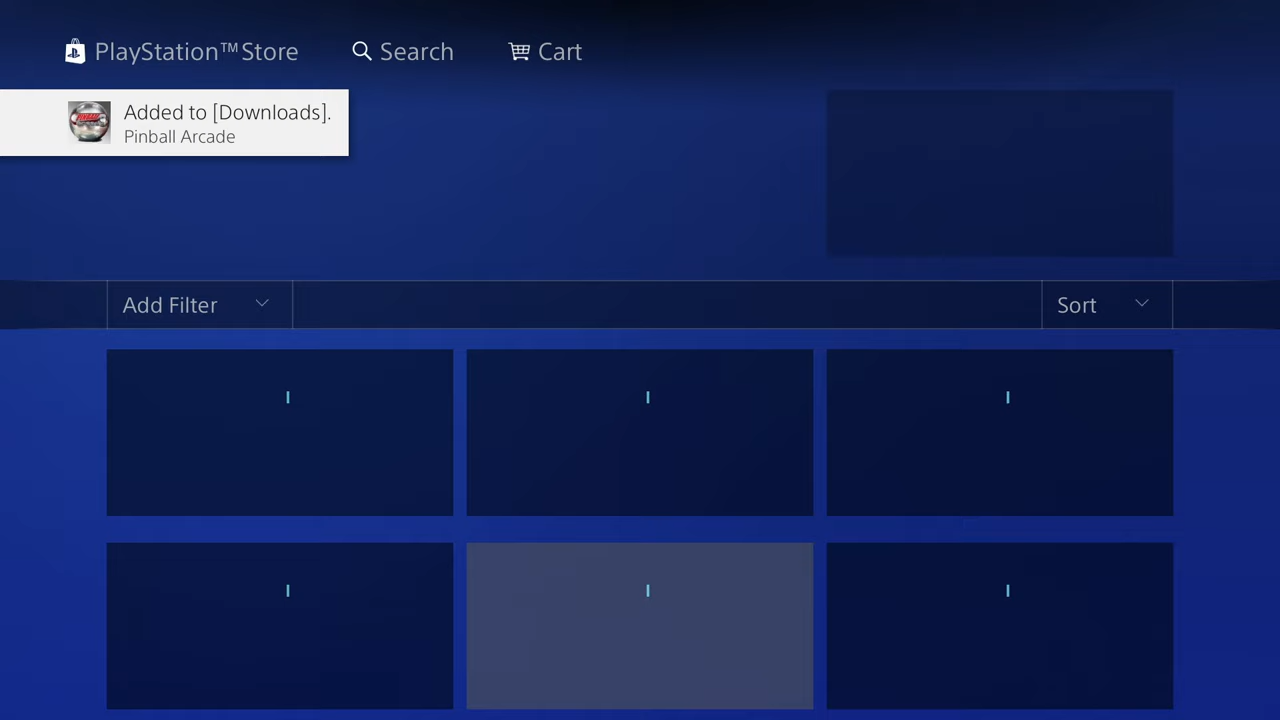 PlayStation™Store
Search
Cart
Added to [Downloads].
Pinball Arcade
Add Filter
Sort